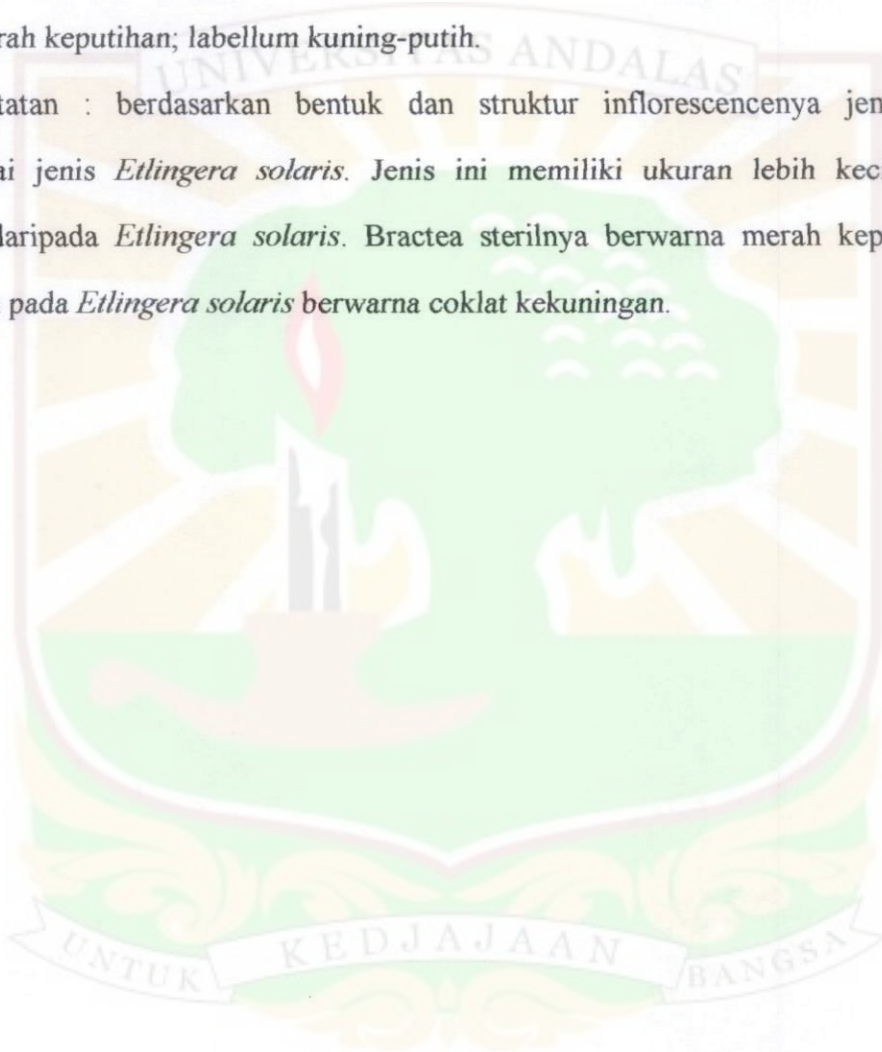 rah keputihan; labellum kuning-putih.
UNIVERSITAS ANDALAS
tatan : berdasarkan bentuk dan struktur inflorescencenya jen
ai jenis Etlingera solaris. Jenis ini memiliki ukuran lebih kec
laripada Etlingera solaris. Bractea sterilnya berwarna merah kep
pada Etlingera solaris berwarna coklat kekuningan.
UNTUK KEDJAJAAN BANGSA